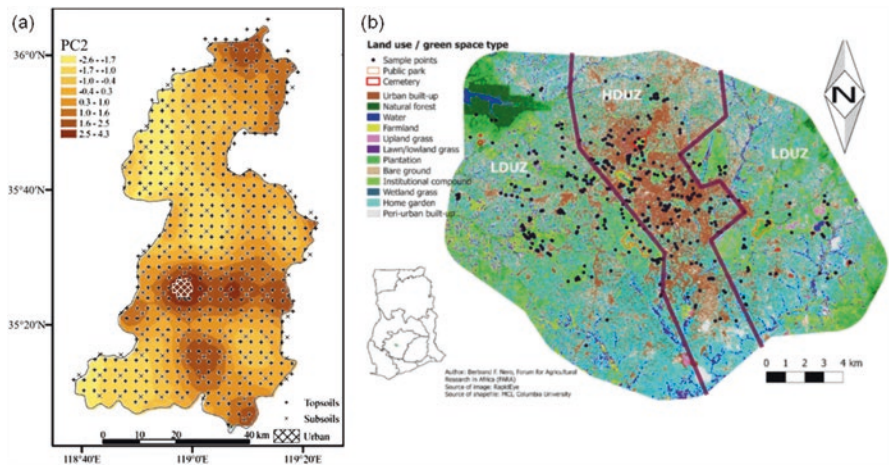 (a)
PC2
-2.6 - -1.7
-1.7 - -1.0
-1.0 - -0.4
-0.4 - 0.3
0.3 - 1.0
1.0 - 1.6
1.6 - 2.5
2.5 - 4.3
36°0'N
35°40'N
35°20'N
Topsoils
Subsoils
Urban
0 10 20 40 km
118°40'E 119°0'E 119°20'E
(b)
Land use / green space type
Sample points
Public park
Cemetery
Urban built-up
Natural forest
Water
Farmland
Upland grass
Lawn/lowland grass
Plantation
Bare ground
Institutional compound
Wetland grass
Home garden
Peri-urban built-up
HDUZ
LDUZ
LDUZ
N
Author: Bertrand F. Nero, Forum for Agricultural
Research in Africa (FARA)
Source of image: RapidEye
Source of shapefile: MCI, Columbia University
0 1 2 3 4 km